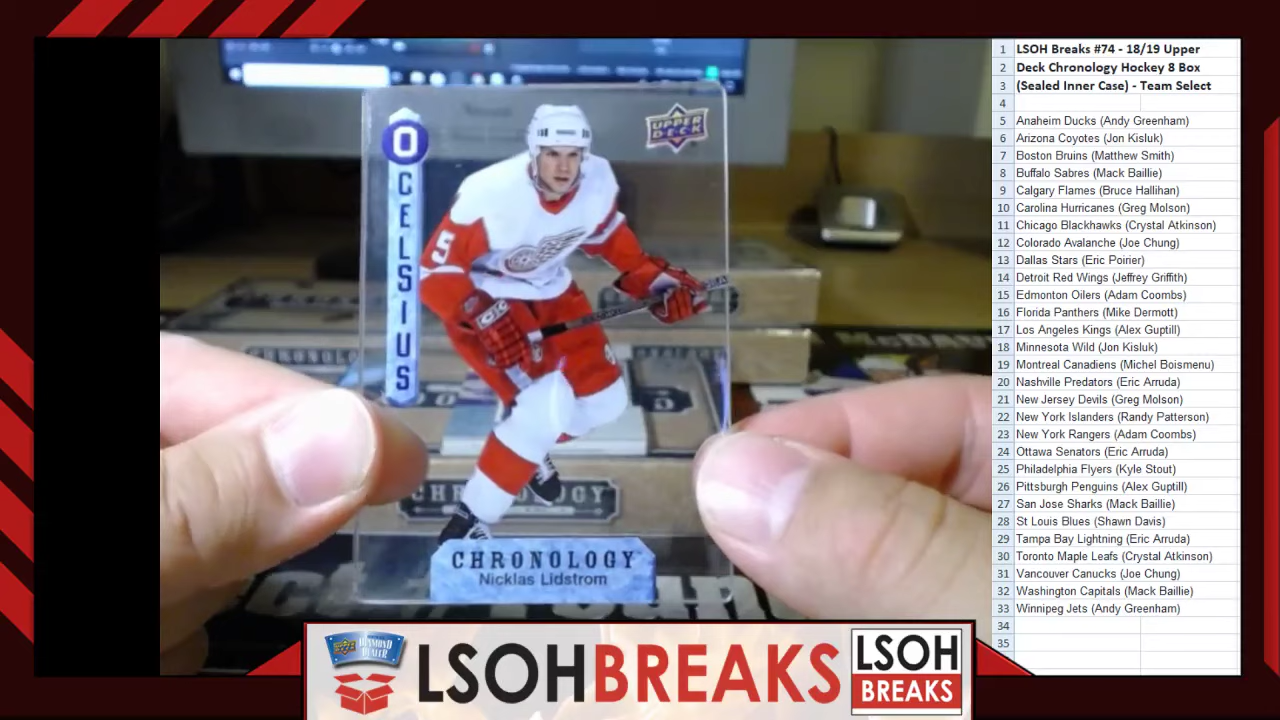 UPPER
DECK
0 CELSIUS
5
CHRONOLOGY
CHRONOLOGY
Nicklas Lidstrom
UPPER DECK
DIAMOND
DEALER
LSOHBREAKS
LSOH
BREAKS
1 LSOH Breaks #74 - 18/19 Upper
2 Deck Chronology Hockey 8 Box
3 (Sealed Inner Case) - Team Select
4
5 Anaheim Ducks (Andy Greenham)
6 Arizona Coyotes (Jon Kisluk)
7 Boston Bruins (Matthew Smith)
8 Buffalo Sabres (Mack Baillie)
9 Calgary Flames (Bruce Hallihan)
10 Carolina Hurricanes (Greg Molson)
11 Chicago Blackhawks (Crystal Atkinson)
12 Colorado Avalanche (Joe Chung)
13 Dallas Stars (Eric Poirier)
14 Detroit Red Wings (Jeffrey Griffith)
15 Edmonton Oilers (Adam Coombs)
16 Florida Panthers (Mike Dermott)
17 Los Angeles Kings (Alex Guptill)
18 Minnesota Wild (Jon Kisluk)
19 Montreal Canadiens (Michel Boismenu)
20 Nashville Predators (Eric Arruda)
21 New Jersey Devils (Greg Molson)
22 New York Islanders (Randy Patterson)
23 New York Rangers (Adam Coombs)
24 Ottawa Senators (Eric Arruda)
25 Philadelphia Flyers (Kyle Stout)
26 Pittsburgh Penguins (Alex Guptill)
27 San Jose Sharks (Mack Baillie)
28 St Louis Blues (Shawn Davis)
29 Tampa Bay Lightning (Eric Arruda)
30 Toronto Maple Leafs (Crystal Atkinson)
31 Vancouver Canucks (Joe Chung)
32 Washington Capitals (Mack Baillie)
33 Winnipeg Jets (Andy Greenham)
34
35